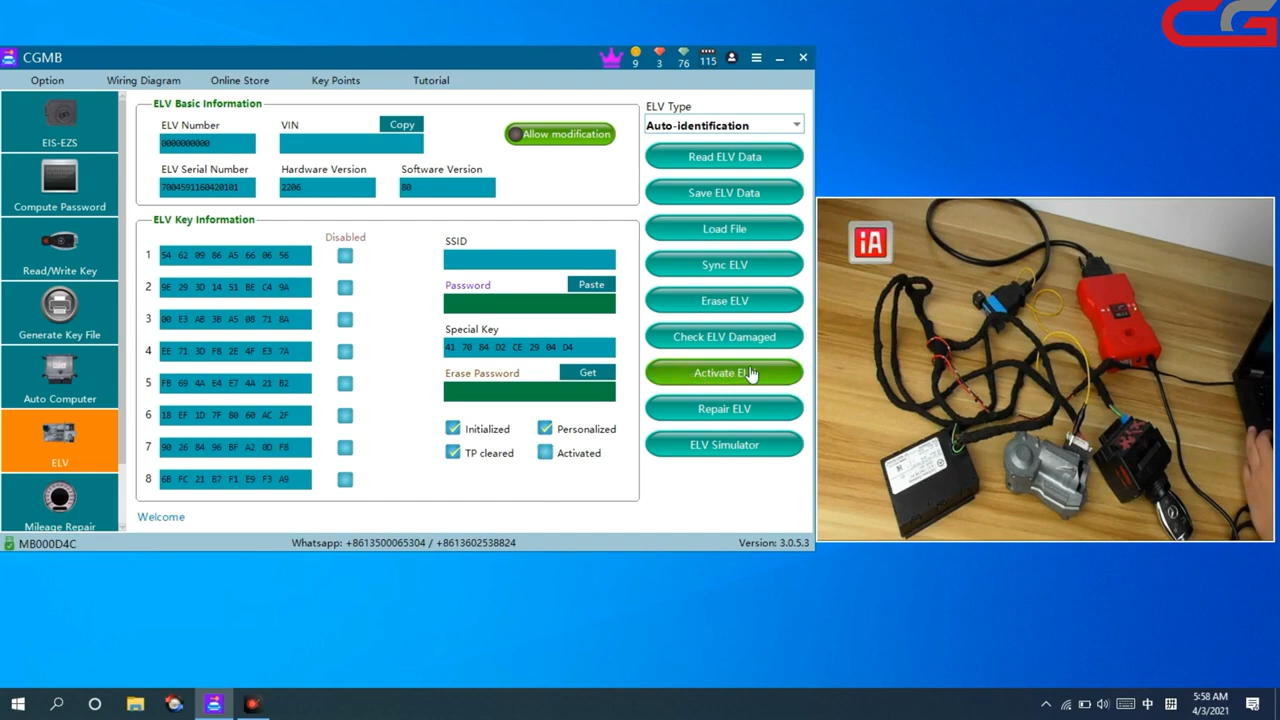 CG
CGMB
9 3 76 115
Option Wiring Diagram Online Store Key Points Tutorial
EIS-EZS
Compute Password
Read/Write Key
Generate Key File
Auto Computer
ELV
Mileage Repair
ELV Basic Information
ELV Number
0000000000
VIN
Copy
Allow modification
ELV Serial Number
7004591160420101
Hardware Version
2206
Software Version
80
ELV Key Information
Disabled
1 54 62 09 86 A5 66 06 56
2 9E 29 3D 14 51 BE C4 9A
3 00 E3 AB 3B A5 08 71 8A
4 EE 71 3D F8 2E 4F E3 7A
5 FB 69 4A E4 E7 4A 21 B2
6 18 EF 1D 7F 80 60 AC 2F
7 90 26 84 96 BF A2 0D F8
8 6B FC 21 B7 F1 E9 F3 A9
SSID
Password
Paste
Special Key
41 70 84 D2 CE 29 04 D4
Erase Password
Get
Initialized
Personalized
TP cleared
Activated
ELV Type
Auto-identification
Read ELV Data
Save ELV Data
Load File
Sync ELV
Erase ELV
Check ELV Damaged
Activate EL
Repair ELV
ELV Simulator
Welcome
MB000D4C
Whatsapp: +8613500065304 / +8613602538824
Version: 3.0.5.3
iA
中
拼
5:58 AM
4/3/2021